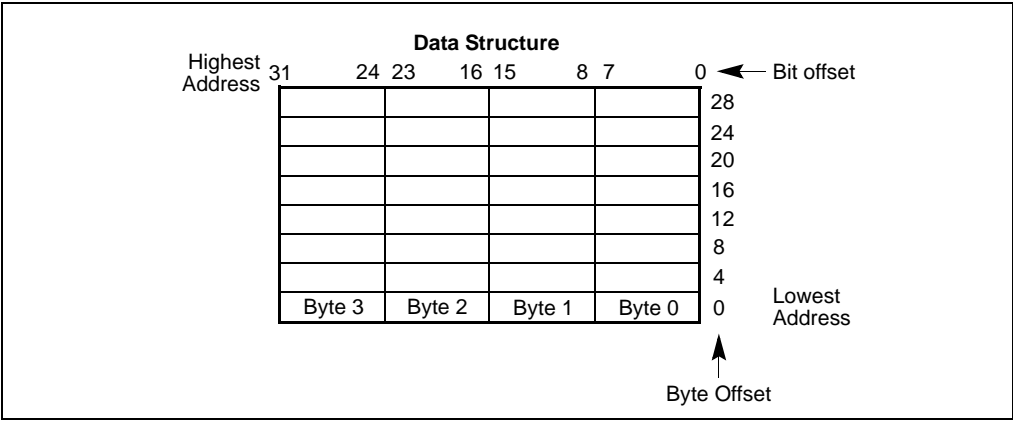 Data Structure
Highest
Address
31 24 23 16 15 8 7 0 Bit offset
28
24
20
16
12
8
4
Byte 3 Byte 2 Byte 1 Byte 0 0
Lowest
Address
Byte Offset